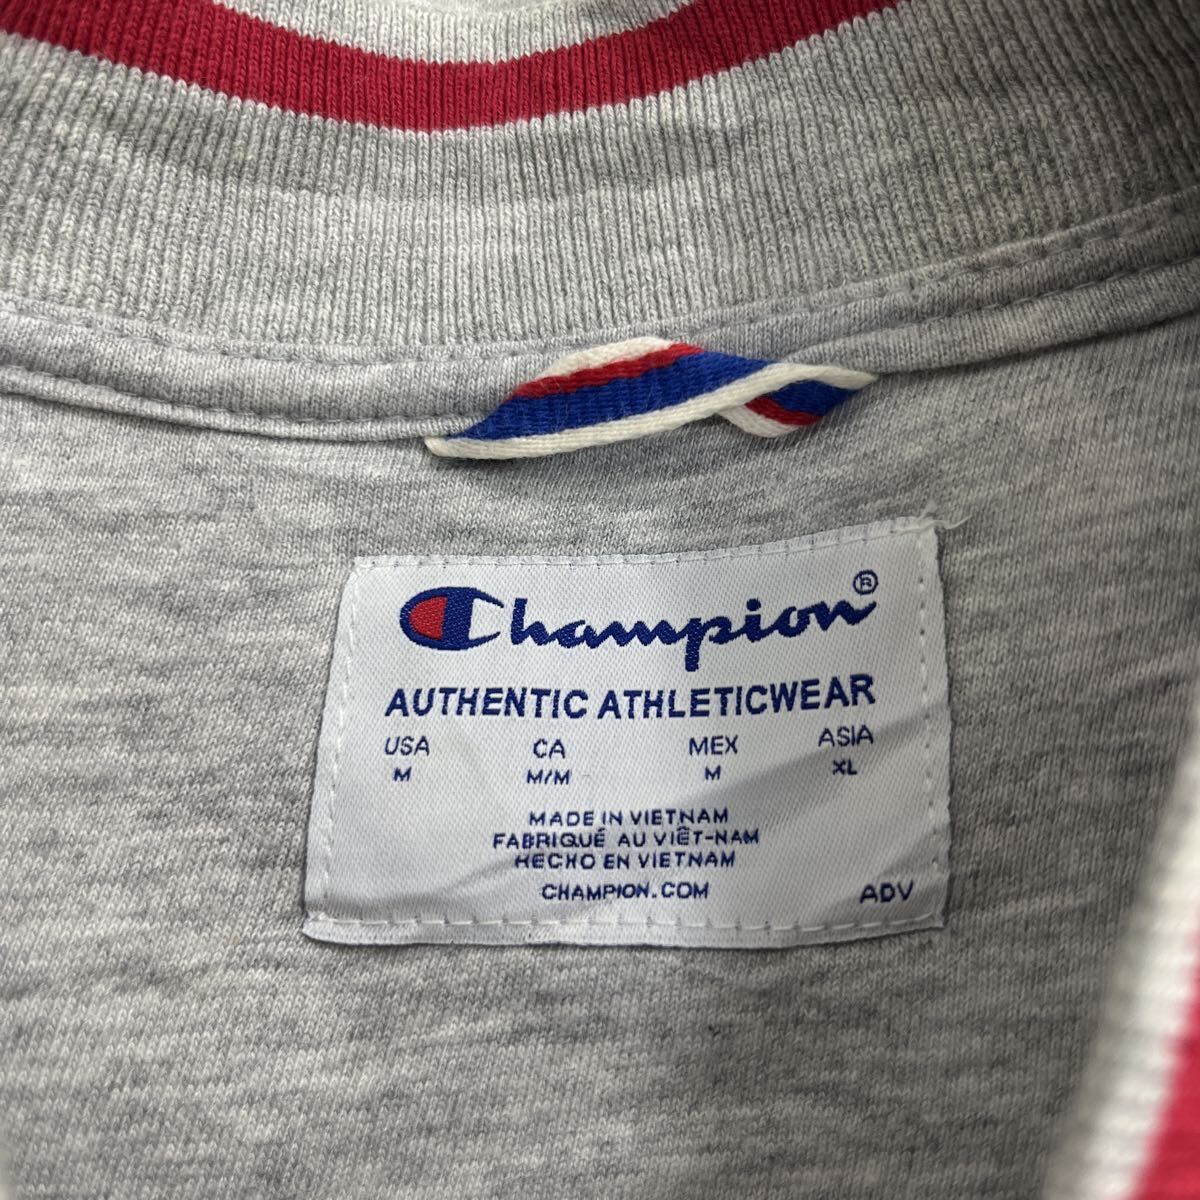 Champion®
AUTHENTIC ATHLETICWEAR
USA CA MEX ASIA
M M/M M XL
MADE IN VIETNAM
FABRIQUÉ AU VIÊT-NAM
HECHO EN VIETNAM
CHAMPION.COM ADV